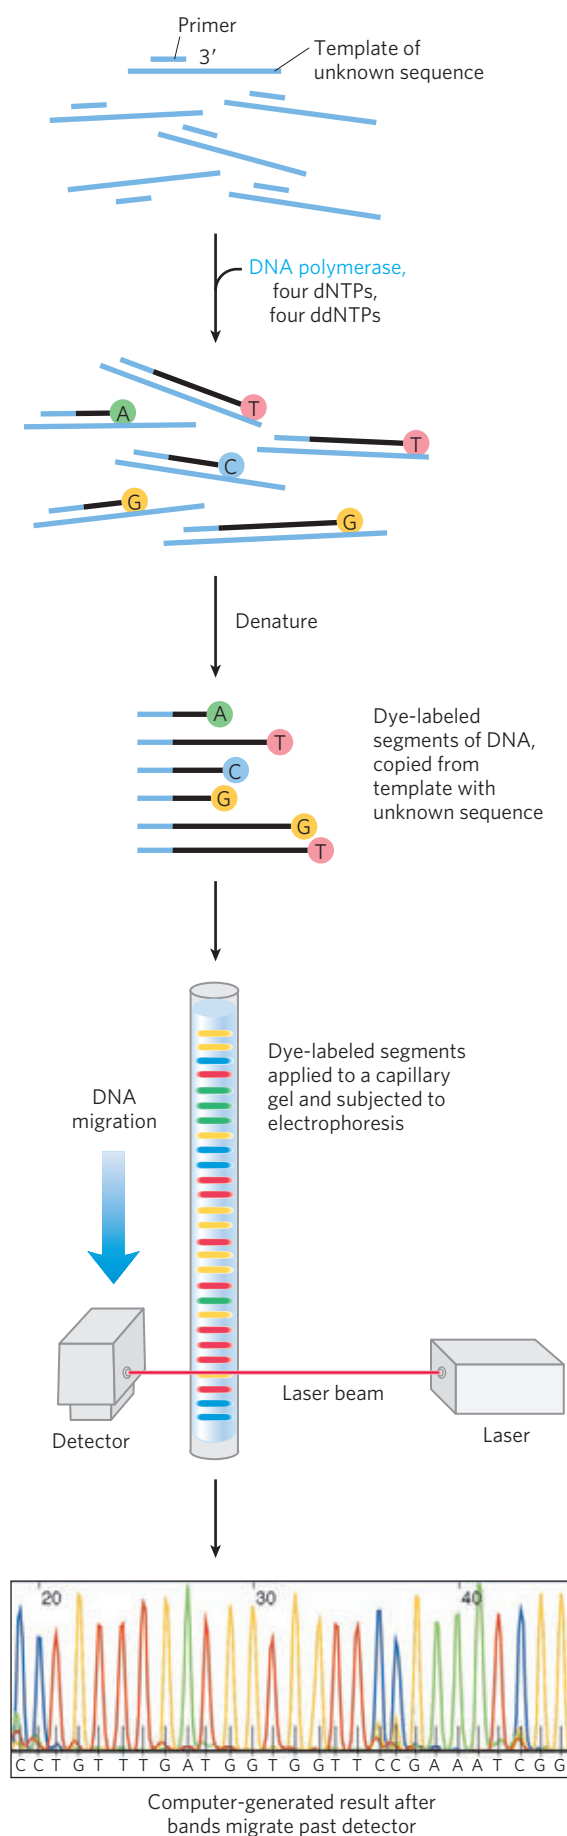 Primer
3′
Template of
unknown sequence
DNA polymerase,
four dNTPs,
four ddNTPs
T
A
T
C
G
G
Denature
A
T
C
G
G
T
Dye-labeled
segments of DNA,
copied from
template with
unknown sequence
Dye-labeled segments
applied to a capillary
gel and subjected to
electrophoresis
DNA
migration
Laser beam
Detector
Laser
20 30 40
C C T G T T T G A T G G T G G T T C C G A A A T C G G
Computer-generated result after
bands migrate past detector